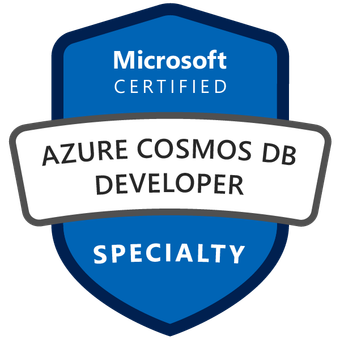 Microsoft
CERTIFIED
AZURE COSMOS DB
DEVELOPER
SPECIALTY